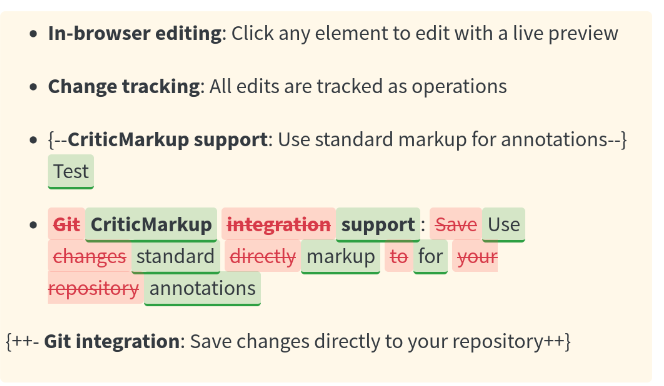 • In-browser editing: Click any element to edit with a live preview
• Change tracking: All edits are tracked as operations
• {--CriticMarkup support: Use standard markup for annotations--}
Test
• Git CriticMarkup integration support : Save Use
changes standard directly markup to for your
repository annotations
{++- Git integration: Save changes directly to your repository++}